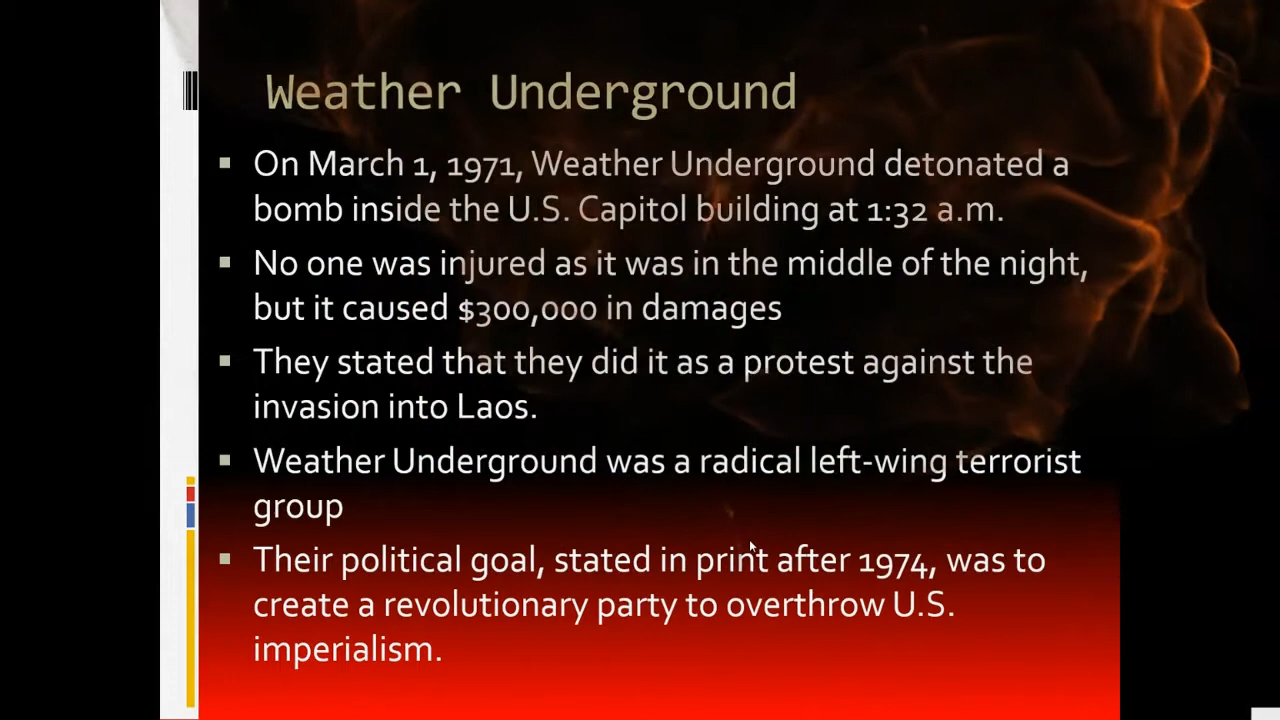 Weather Underground
▪ On March 1, 1971, Weather Underground detonated a
bomb inside the U.S. Capitol building at 1:32 a.m.
▪ No one was injured as it was in the middle of the night,
but it caused $300,000 in damages
▪ They stated that they did it as a protest against the
invasion into Laos.
▪ Weather Underground was a radical left-wing terrorist
group
▪ Their political goal, stated in print after 1974, was to
create a revolutionary party to overthrow U.S.
imperialism.